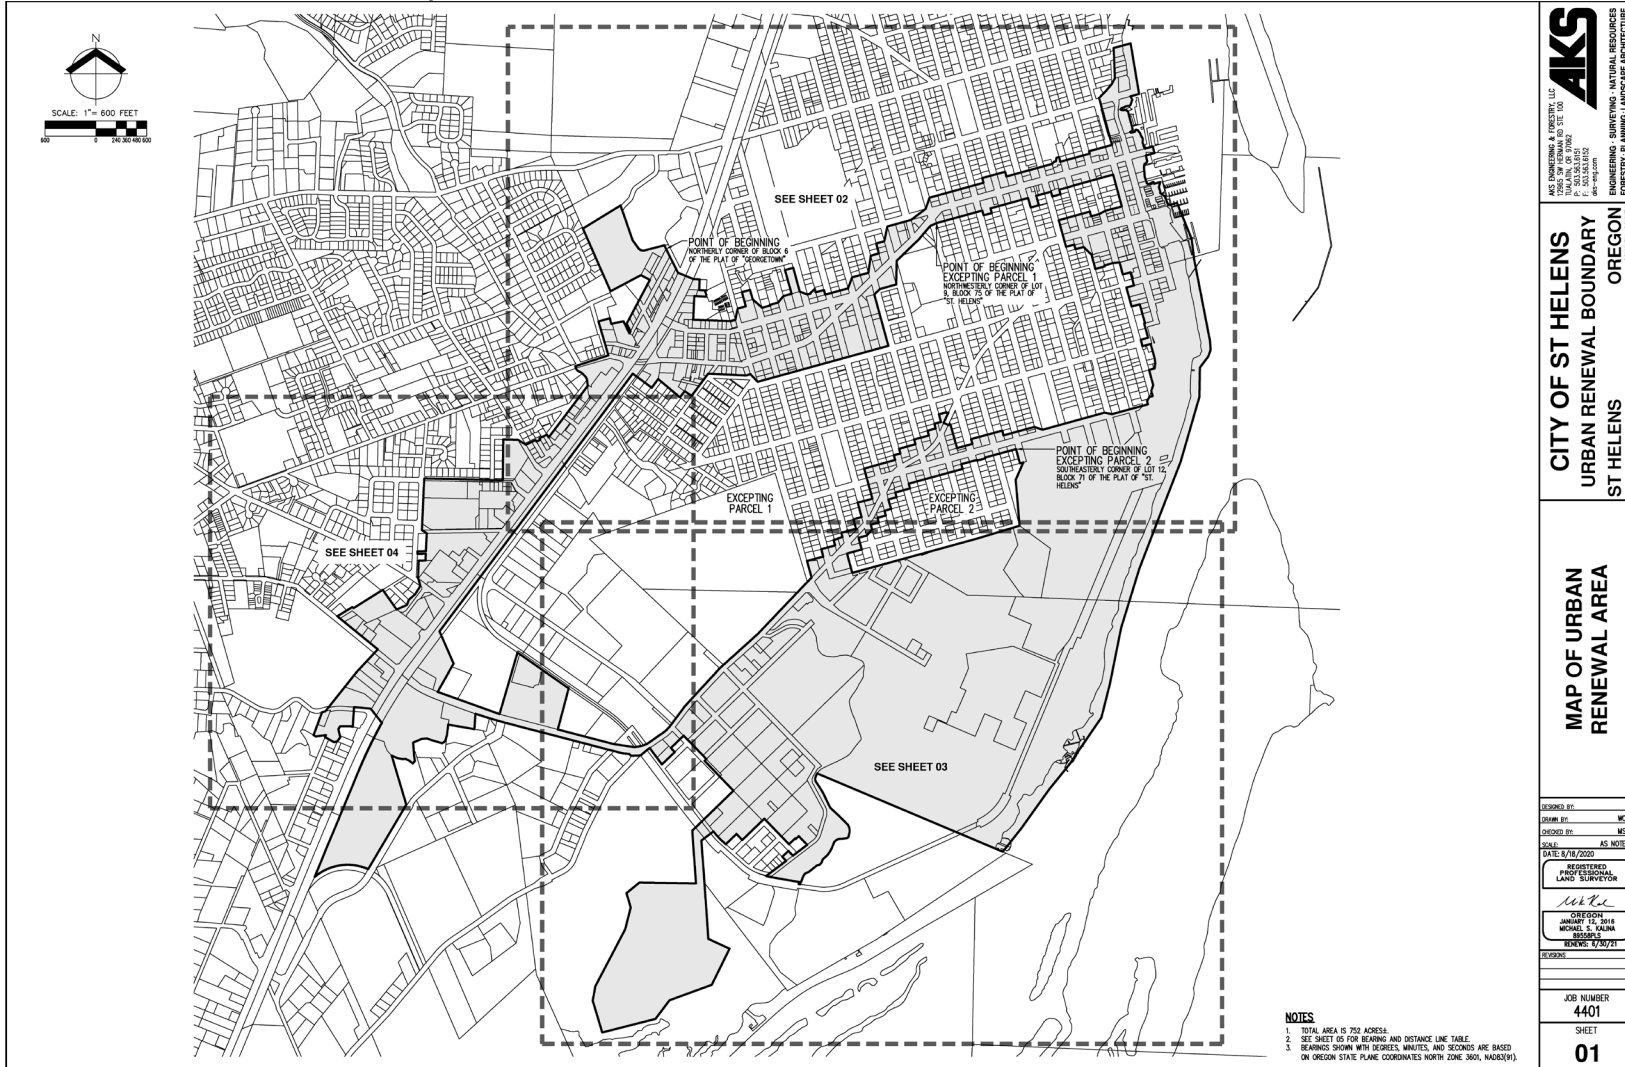 N
SCALE: 1"= 600 FEET
600 0 240 360 480 600
SEE SHEET 02
POINT OF BEGINNING
NORTHERLY CORNER OF BLOCK 6
OF THE PLAT OF "GEORGETOWN"
POINT OF BEGINNING
EXCEPTING PARCEL 1
NORTHWESTERLY CORNER OF LOT
9, BLOCK 75 OF THE PLAT OF
"ST. HELENS"
POINT OF BEGINNING
EXCEPTING PARCEL 2
SOUTHEASTERLY CORNER OF LOT 12,
BLOCK 71 OF THE PLAT OF "ST.
HELENS"
EXCEPTING
PARCEL 1
EXCEPTING
PARCEL 2
SEE SHEET 04
SEE SHEET 03
NOTES
1. TOTAL AREA IS 752 ACRES±.
2. SEE SHEET 05 FOR BEARING AND DISTANCE LINE TABLE.
3. BEARINGS SHOWN WITH DEGREES, MINUTES, AND SECONDS ARE BASED
ON OREGON STATE PLANE COORDINATES NORTH ZONE 3601, NAD83(91).
AKS
AKS ENGINEERING & FORESTRY, LLC
12965 SW HERMAN RD STE 100
TUALATIN, OR 97062
P: 503.563.6151
F: 503.563.6152
aks-eng.com
ENGINEERING · SURVEYING · NATURAL RESOURCES
FORESTRY · PLANNING · LANDSCAPE ARCHITECTURE
CITY OF ST HELENS
URBAN RENEWAL BOUNDARY
ST HELENS OREGON
MAP OF URBAN
RENEWAL AREA
DESIGNED BY:
DRAWN BY:
CHECKED BY:
SCALE: AS NOTE
DATE: 8/18/2020
REGISTERED
PROFESSIONAL
LAND SURVEYOR
OREGON
JANUARY 12, 2016
MICHAEL S. KALINA
89558PLS
RENEWS: 6/30/21
REVISIONS
JOB NUMBER
4401
SHEET
01